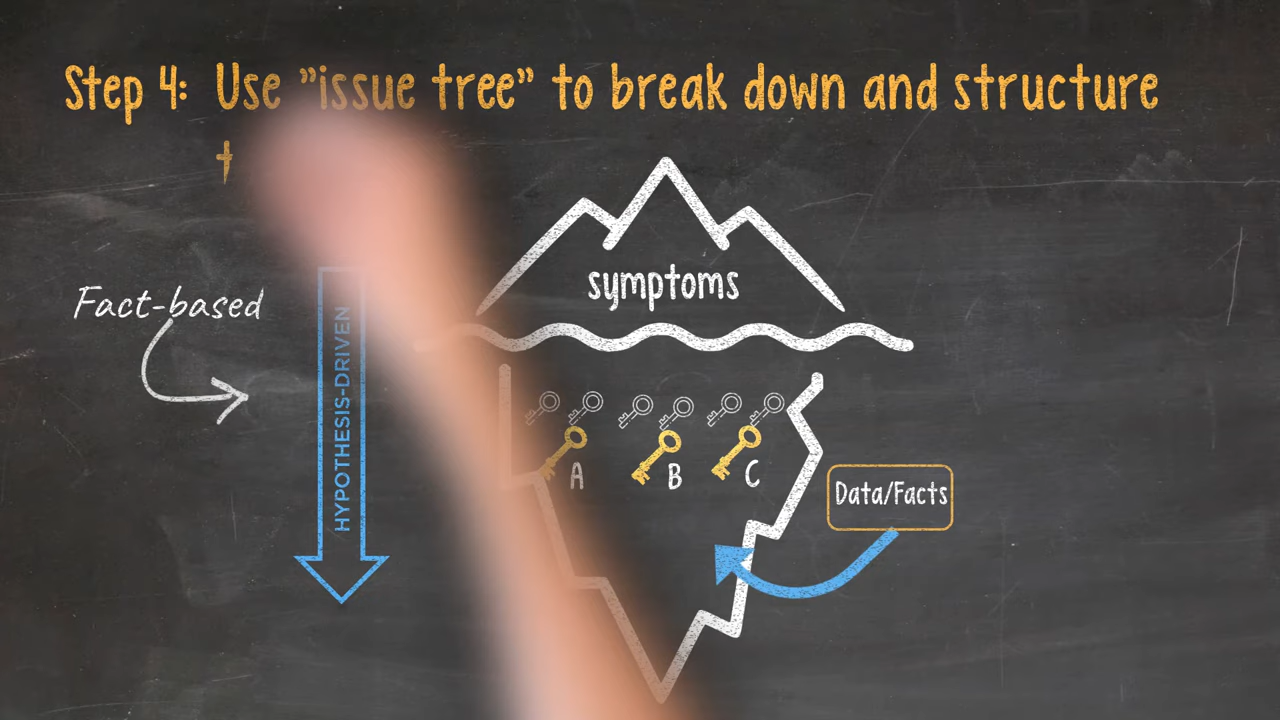 Step 4: Use "issue tree" to break down and structure
t
symptoms
Fact-based
HYPOTHESIS-DRIVEN
A B C
Data/Facts